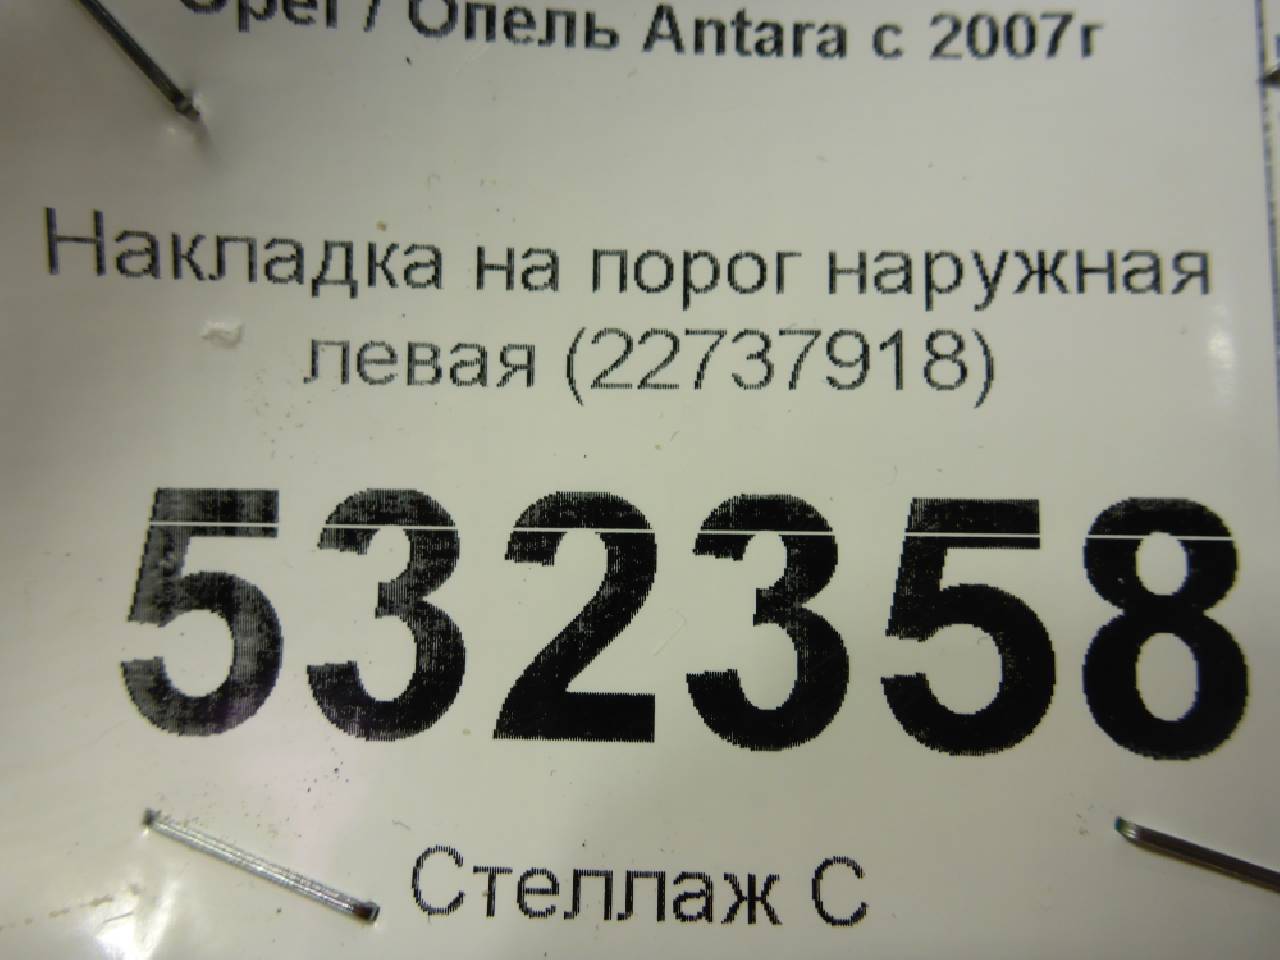 Opel / Опель Antara с 2007г
Накладка на порог наружная
левая (22737918)
532358
Стеллаж С